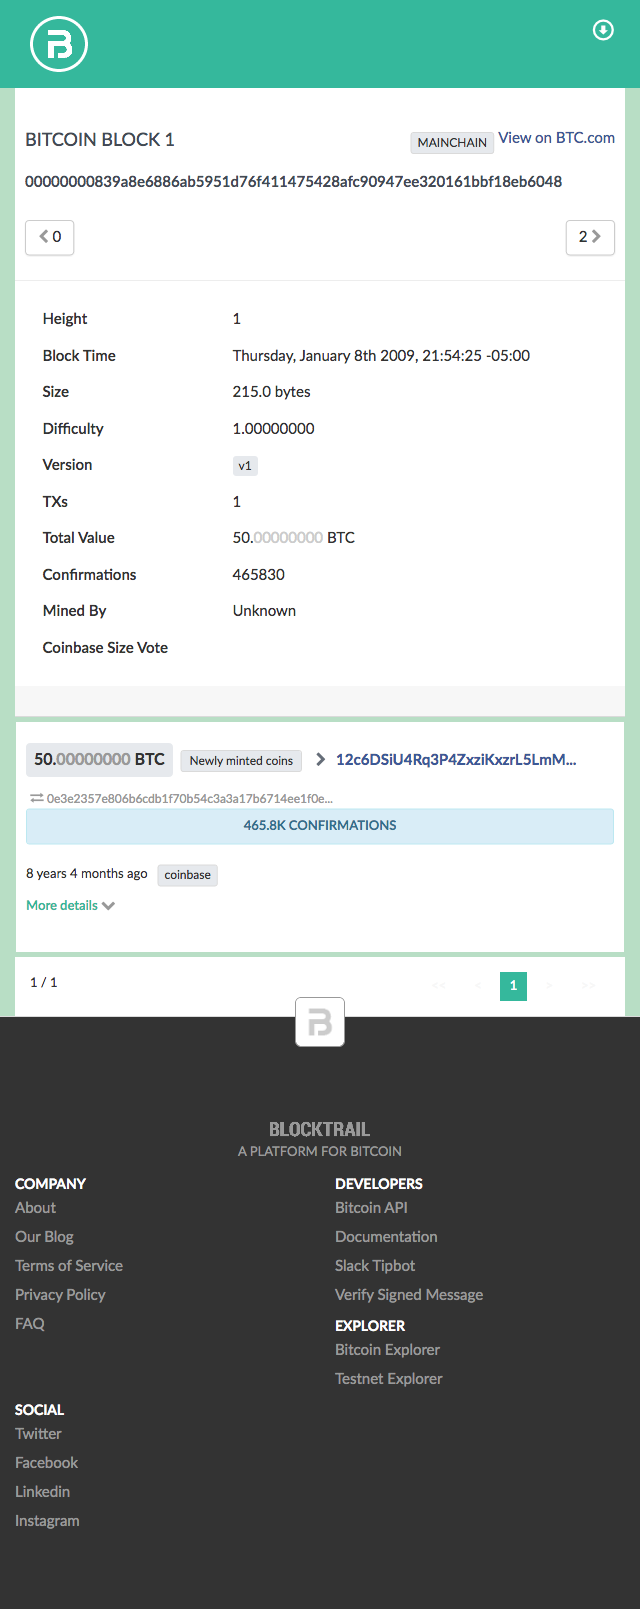 BITCOIN BLOCK 1
MAINCHAIN View on BTC.com
00000000839a8e6886ab5951d76f411475428afc90947ee320161bbf18eb6048
0
2
Height 1
Block Time Thursday, January 8th 2009, 21:54:25 -05:00
Size 215.0 bytes
Difficulty 1.00000000
Version v1
TXs 1
Total Value 50.00000000 BTC
Confirmations 465830
Mined By Unknown
Coinbase Size Vote
50.00000000 BTC Newly minted coins 12c6DSiU4Rq3P4ZxziKxzrL5LmM...
0e3e2357e806b6cdb1f70b54c3a3a17b6714ee1f0e...
465.8K CONFIRMATIONS
8 years 4 months ago coinbase
More details
1 / 1 << < 1 > >>
BLOCKTRAIL
A PLATFORM FOR BITCOIN
COMPANY
About
Our Blog
Terms of Service
Privacy Policy
FAQ
DEVELOPERS
Bitcoin API
Documentation
Slack Tipbot
Verify Signed Message
EXPLORER
Bitcoin Explorer
Testnet Explorer
SOCIAL
Twitter
Facebook
Linkedin
Instagram